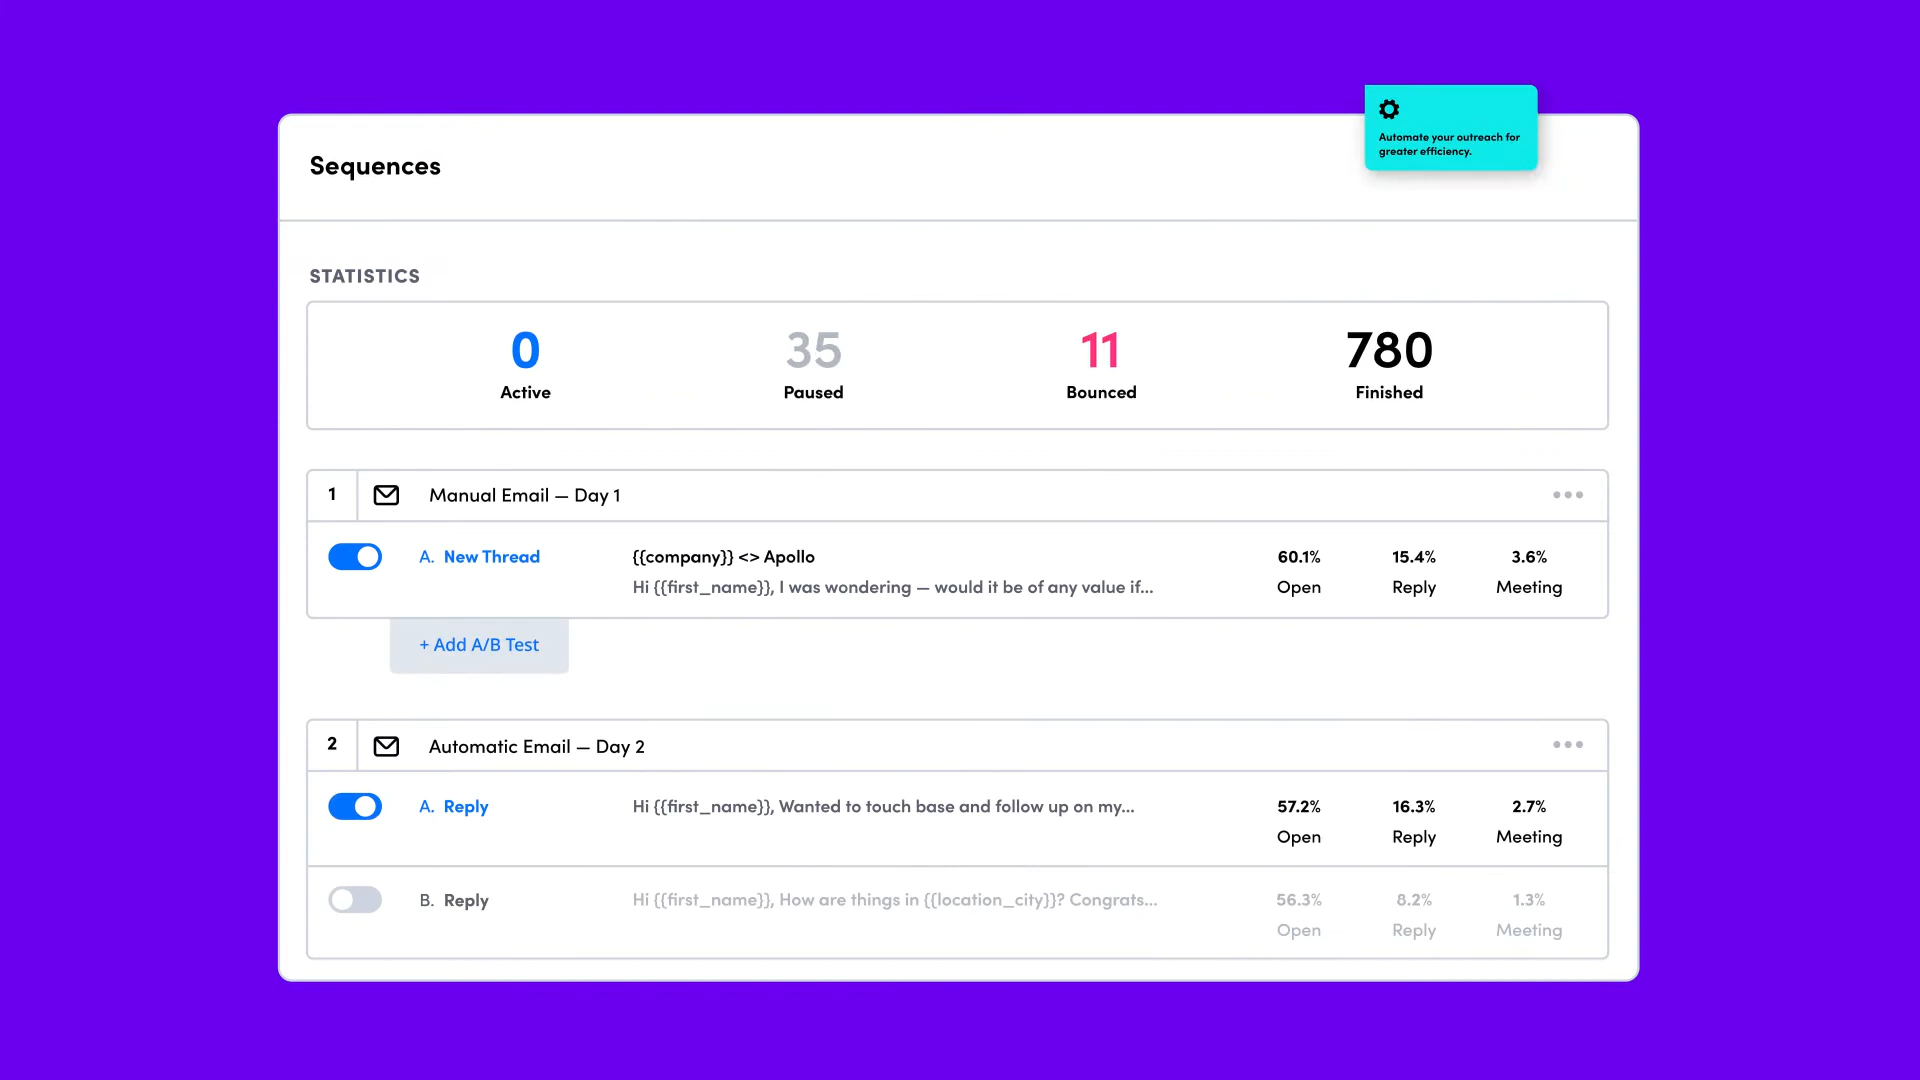 Automate your outreach for
greater efficiency.
Sequences
STATISTICS
0
Active
35
Paused
11
Bounced
780
Finished
1
Manual Email — Day 1
A. New Thread
{{company}} <> Apollo
Hi {{first_name}}, I was wondering — would it be of any value if...
60.1%
Open
15.4%
Reply
3.6%
Meeting
+ Add A/B Test
2
Automatic Email — Day 2
A. Reply
Hi {{first_name}}, Wanted to touch base and follow up on my...
57.2%
Open
16.3%
Reply
2.7%
Meeting
B. Reply
Hi {{first_name}}, How are things in {{location_city}}? Congrats...
56.3%
Open
8.2%
Reply
1.3%
Meeting